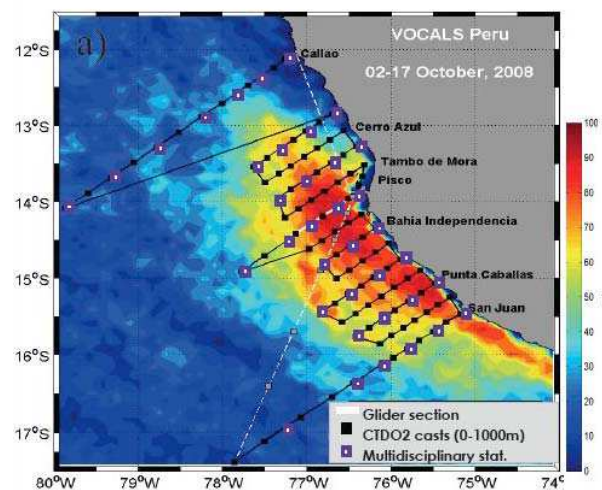 a)
VOCALS Peru
02-17 October, 2008
12°S
13°S
14°S
15°S
16°S
17°S
Callao
Cerro Azul
Tambo de Mora
Pisco
Bahia Independencia
Punta Caballas
San Juan
Glider section
CTDO2 casts (0-1000m)
Multidisciplinary stat.
80°W
79°W
78°W
77°W
76°W
75°W
74°
100
90
80
70
60
50
40
30
20
10
0